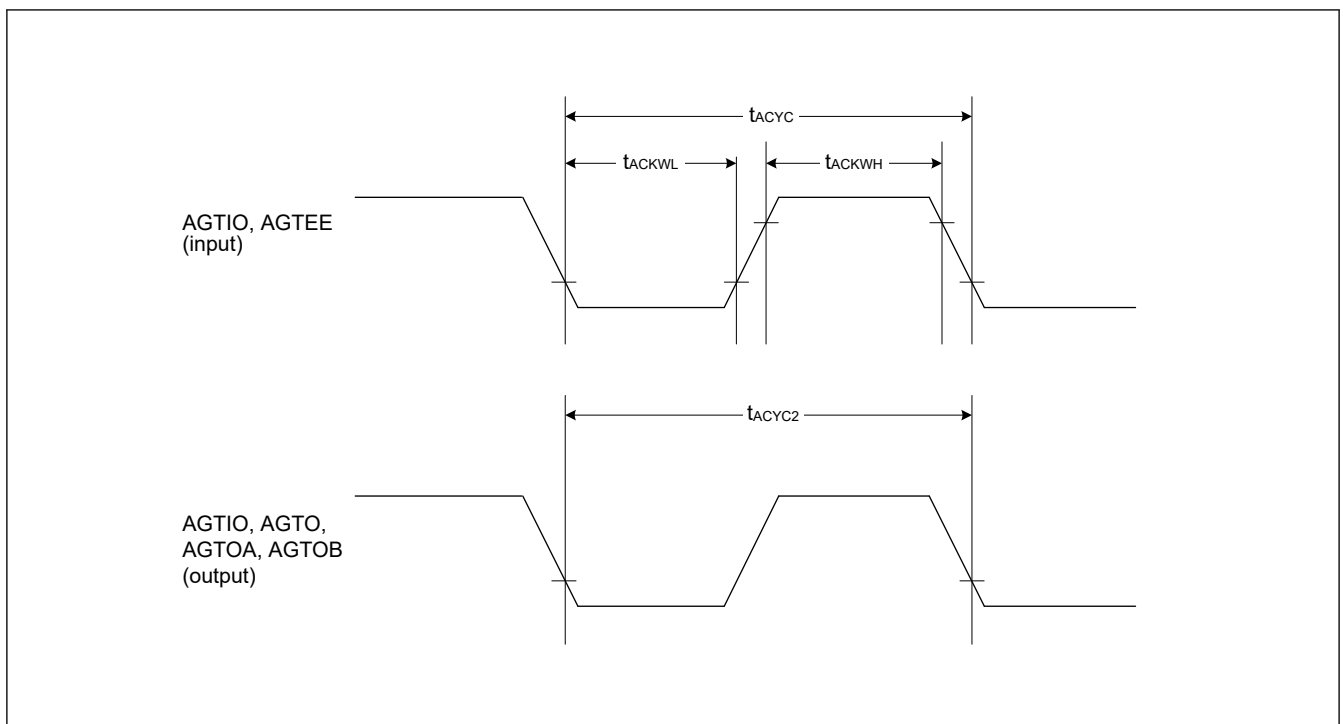 tACYC
tACKWL
tACKWH
AGTIO, AGTEE
(input)
tACYC2
AGTIO, AGTO,
AGTOA, AGTOB
(output)